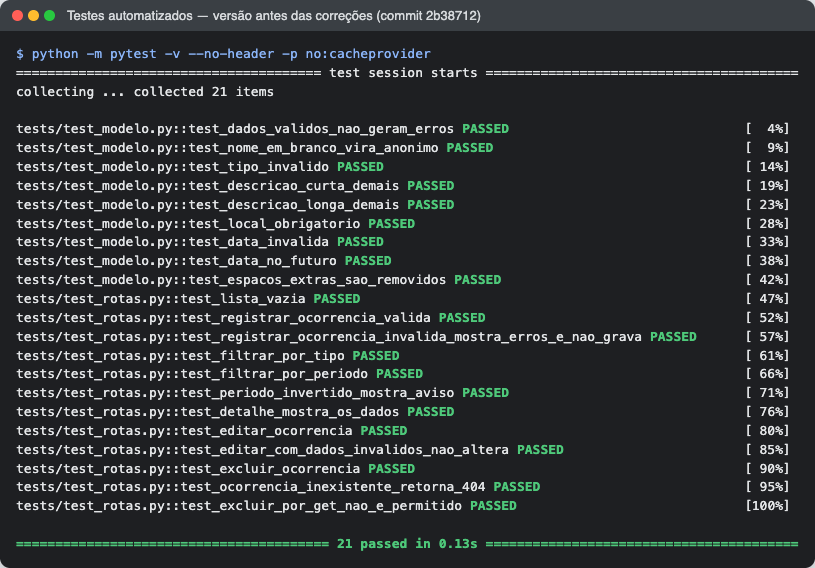 Testes automatizados — versão antes das correções (commit 2b38712)
$ python -m pytest -v --no-header -p no:cacheprovider
======================================= test session starts ========================================
collecting ... collected 21 items
tests/test_modelo.py::test_dados_validos_nao_geram_erros PASSED [  4%]
tests/test_modelo.py::test_nome_em_branco_vira_anonimo PASSED [  9%]
tests/test_modelo.py::test_tipo_invalido PASSED [ 14%]
tests/test_modelo.py::test_descricao_curta_demais PASSED [ 19%]
tests/test_modelo.py::test_descricao_longa_demais PASSED [ 23%]
tests/test_modelo.py::test_local_obrigatorio PASSED [ 28%]
tests/test_modelo.py::test_data_invalida PASSED [ 33%]
tests/test_modelo.py::test_data_no_futuro PASSED [ 38%]
tests/test_modelo.py::test_espacos_extras_sao_removidos PASSED [ 42%]
tests/test_rotas.py::test_lista_vazia PASSED [ 47%]
tests/test_rotas.py::test_registrar_ocorrencia_valida PASSED [ 52%]
tests/test_rotas.py::test_registrar_ocorrencia_invalida_mostra_erros_e_nao_grava PASSED [ 57%]
tests/test_rotas.py::test_filtrar_por_tipo PASSED [ 61%]
tests/test_rotas.py::test_filtrar_por_periodo PASSED [ 66%]
tests/test_rotas.py::test_periodo_invertido_mostra_aviso PASSED [ 71%]
tests/test_rotas.py::test_detalhe_mostra_os_dados PASSED [ 76%]
tests/test_rotas.py::test_editar_ocorrencia PASSED [ 80%]
tests/test_rotas.py::test_editar_com_dados_invalidos_nao_altera PASSED [ 85%]
tests/test_rotas.py::test_excluir_ocorrencia PASSED [ 90%]
tests/test_rotas.py::test_ocorrencia_inexistente_retorna_404 PASSED [ 95%]
tests/test_rotas.py::test_excluir_por_get_nao_e_permitido PASSED [100%]
======================================== 21 passed in 0.13s ========================================